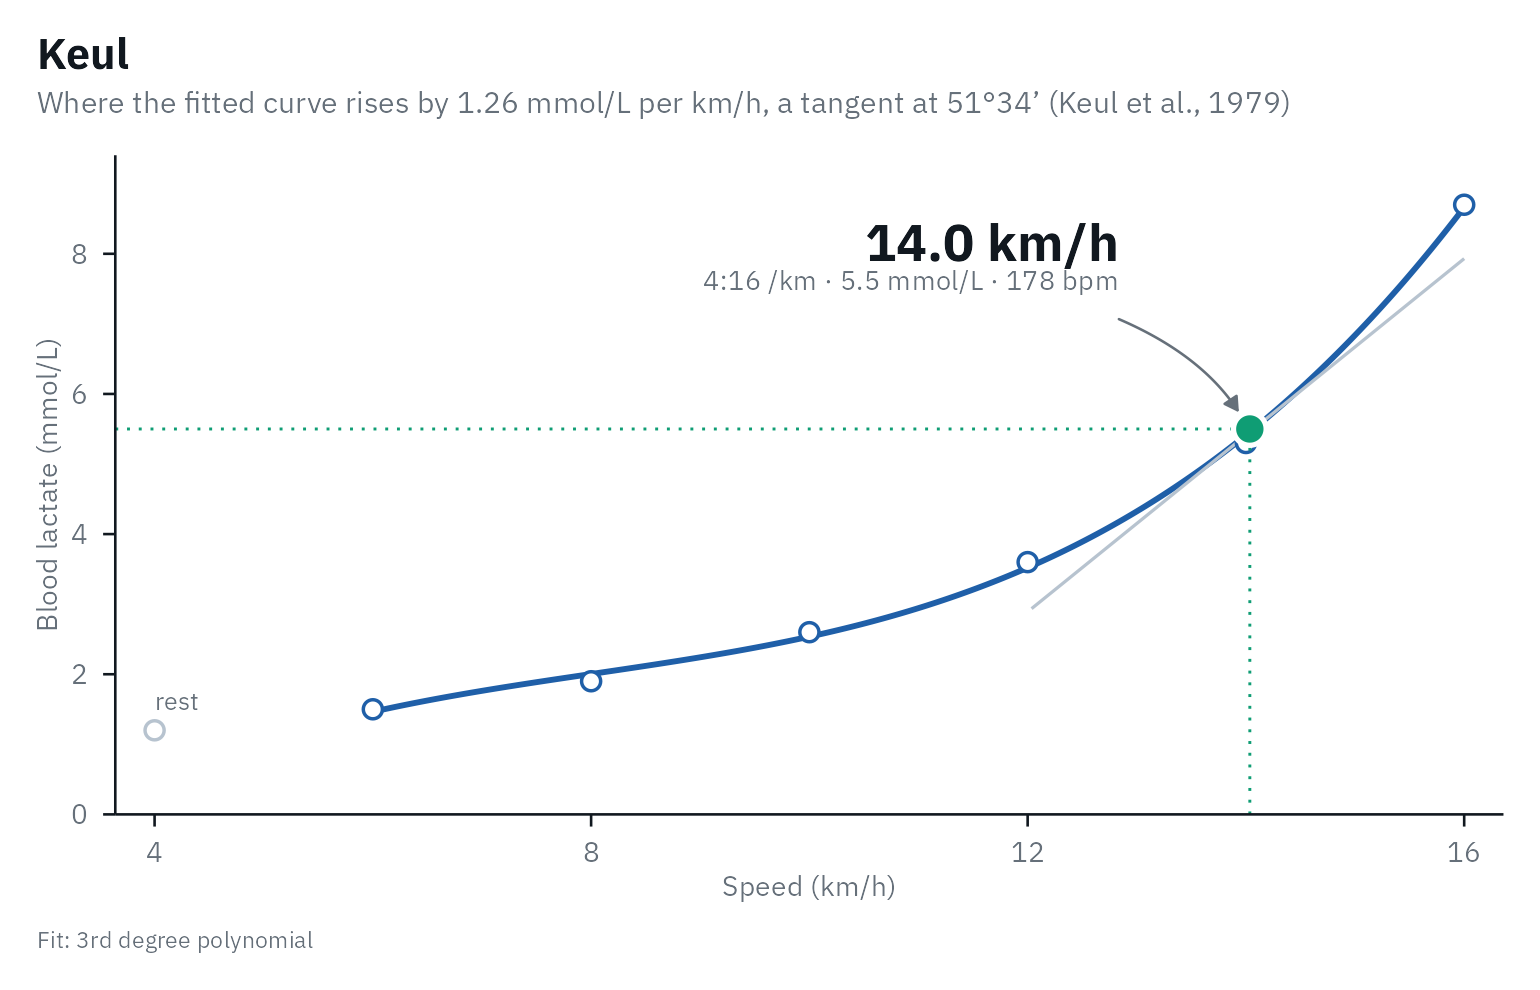 Keul
Where the fitted curve rises by 1.26 mmol/L per km/h, a tangent at 51°34’ (Keul et al., 1979)
14.0 km/h
4:16 /km · 5.5 mmol/L · 178 bpm
8
6
4
2
0
Blood lactate (mmol/L)
rest
4
8
12
16
Speed (km/h)
Fit: 3rd degree polynomial